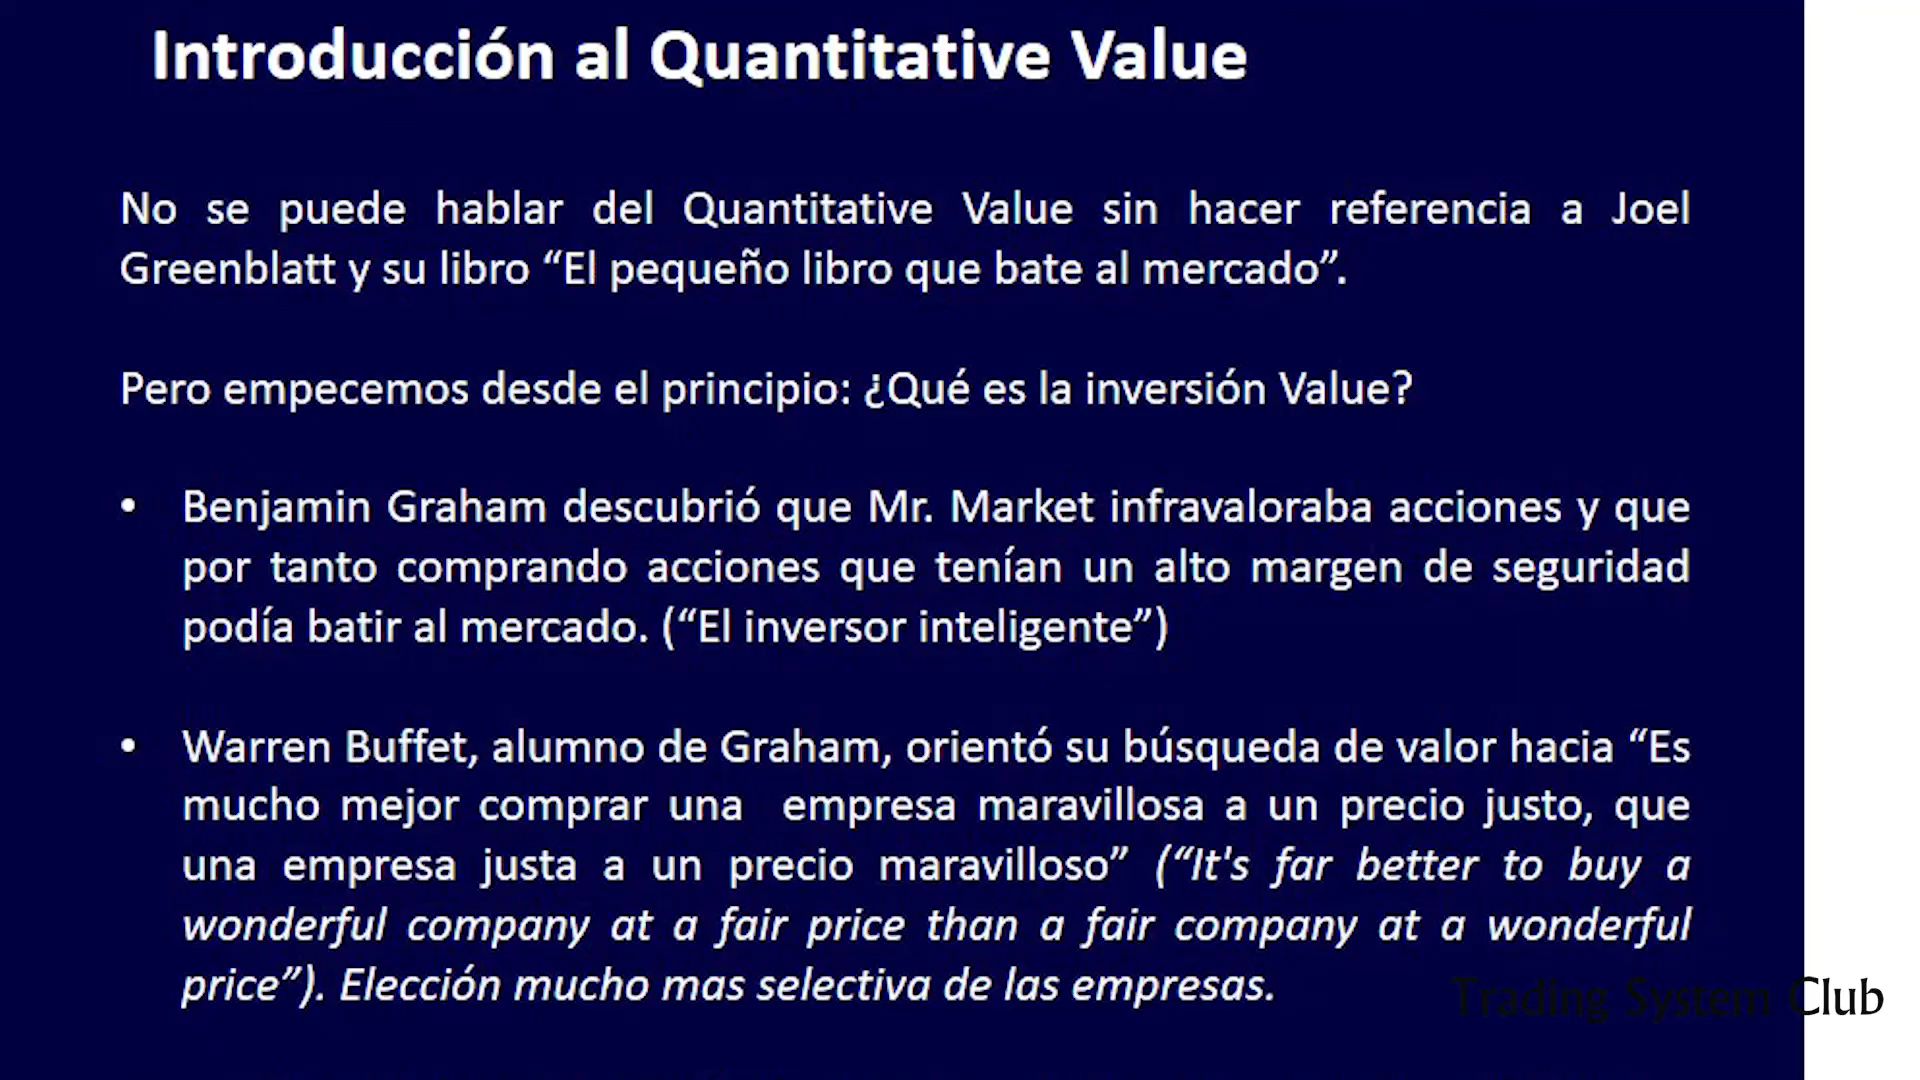 Introducción al Quantitative Value
No se puede hablar del Quantitative Value sin hacer referencia a Joel
Greenblatt y su libro “El pequeño libro que bate al mercado”.
Pero empecemos desde el principio: ¿Qué es la inversión Value?
• Benjamin Graham descubrió que Mr. Market infravaloraba acciones y que
por tanto comprando acciones que tenían un alto margen de seguridad
podía batir al mercado. (“El inversor inteligente”)
• Warren Buffet, alumno de Graham, orientó su búsqueda de valor hacia “Es
mucho mejor comprar una empresa maravillosa a un precio justo, que
una empresa justa a un precio maravilloso” (“It's far better to buy a
wonderful company at a fair price than a fair company at a wonderful
price”). Elección mucho mas selectiva de las empresas.
Trading System Club